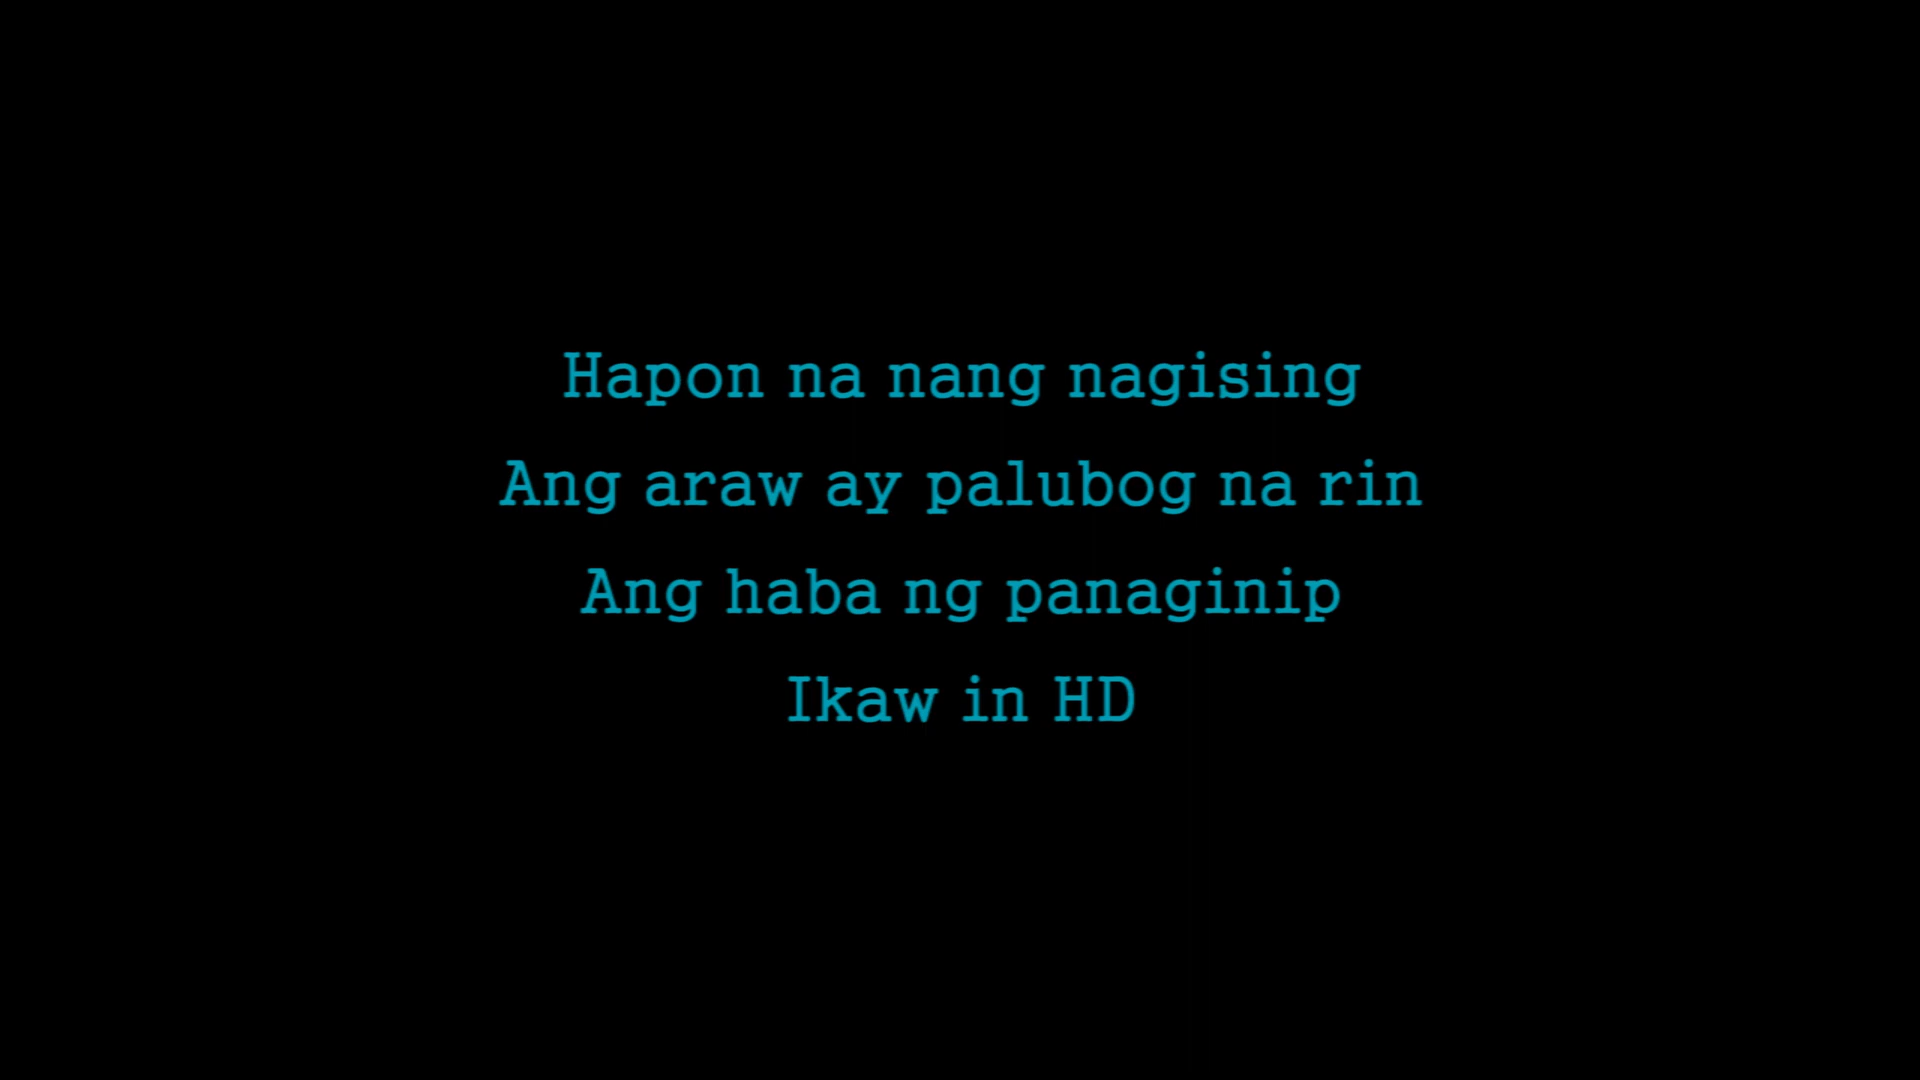 Hapon na nang nagising
Ang araw ay palubog na rin
Ang haba ng panaginip
Ikaw in HD